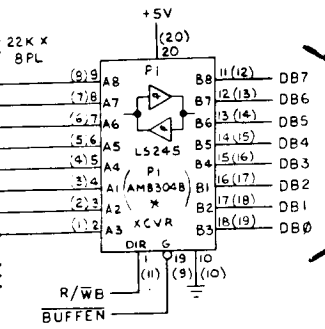 +5V
(20)
20
22K X
8PL
P1
(8) 9 A8 B8 11 (12) DB7
(7) 8 A7 B7 12 (13) DB6
(6) 7 A6 B6 13 (14) DB5
(5) 6 A5 B5 14 (15) DB4
LS245
(4) 5 A4 B4 15 (16) DB3
P1
(3) 4 A1 (AM8304B) B1 16 (17) DB2
*
(2) 3 A2 B2 17 (18) DB1
XCVR
(1) 2 A3 B3 18 (19) DBØ
DIR G
1 19 10
(11) (9) (10)
R/WB
BUFFEN